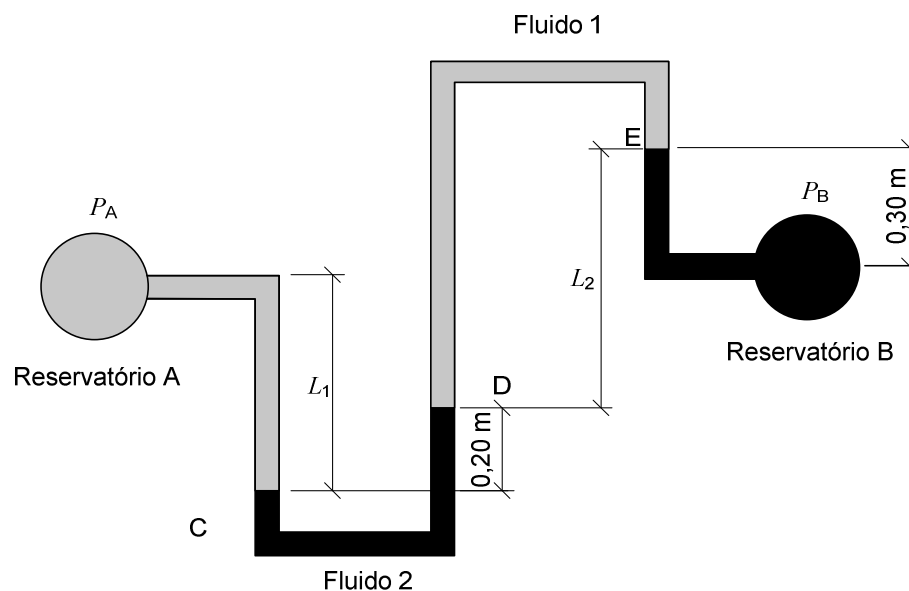 Fluido 1
E
0,30 m
P_A
P_B
L_2
Reservatório A
L_1
Reservatório B
D
0,20 m
C
Fluido 2